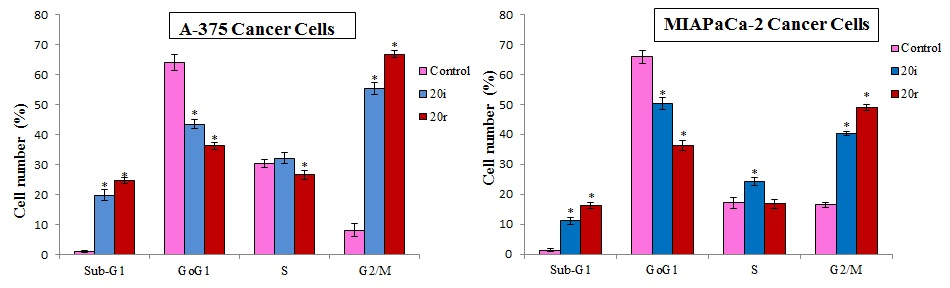 A-375 Cancer Cells
80
70
60
50
40
30
20
10
0
Cell number (%)
*
*
*
*
*
*
*
Sub-G1 GoG1 S G2/M
Control
20i
20r
MIAPaCa-2 Cancer Cells
80
70
60
50
40
30
20
10
0
Cell number (%)
*
*
*
*
*
*
*
Sub-G1 GoG1 S G2/M
Control
20i
20r